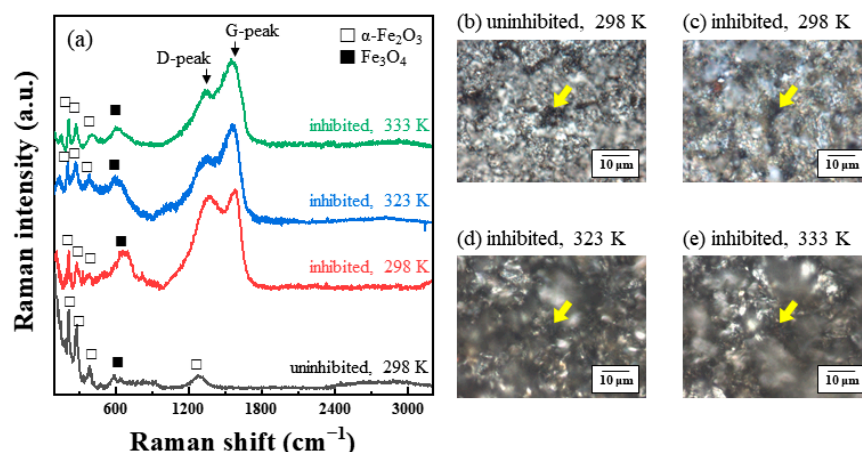 (a)
D-peak
G-peak
□ α-Fe₂O₃
■ Fe₃O₄
inhibited, 333 K
inhibited, 323 K
inhibited, 298 K
uninhibited, 298 K
Raman intensity (a.u.)
600 1200 1800 2400 3000
Raman shift (cm⁻¹)
(b) uninhibited, 298 K
10 μm
(c) inhibited, 298 K
10 μm
(d) inhibited, 323 K
10 μm
(e) inhibited, 333 K
10 μm